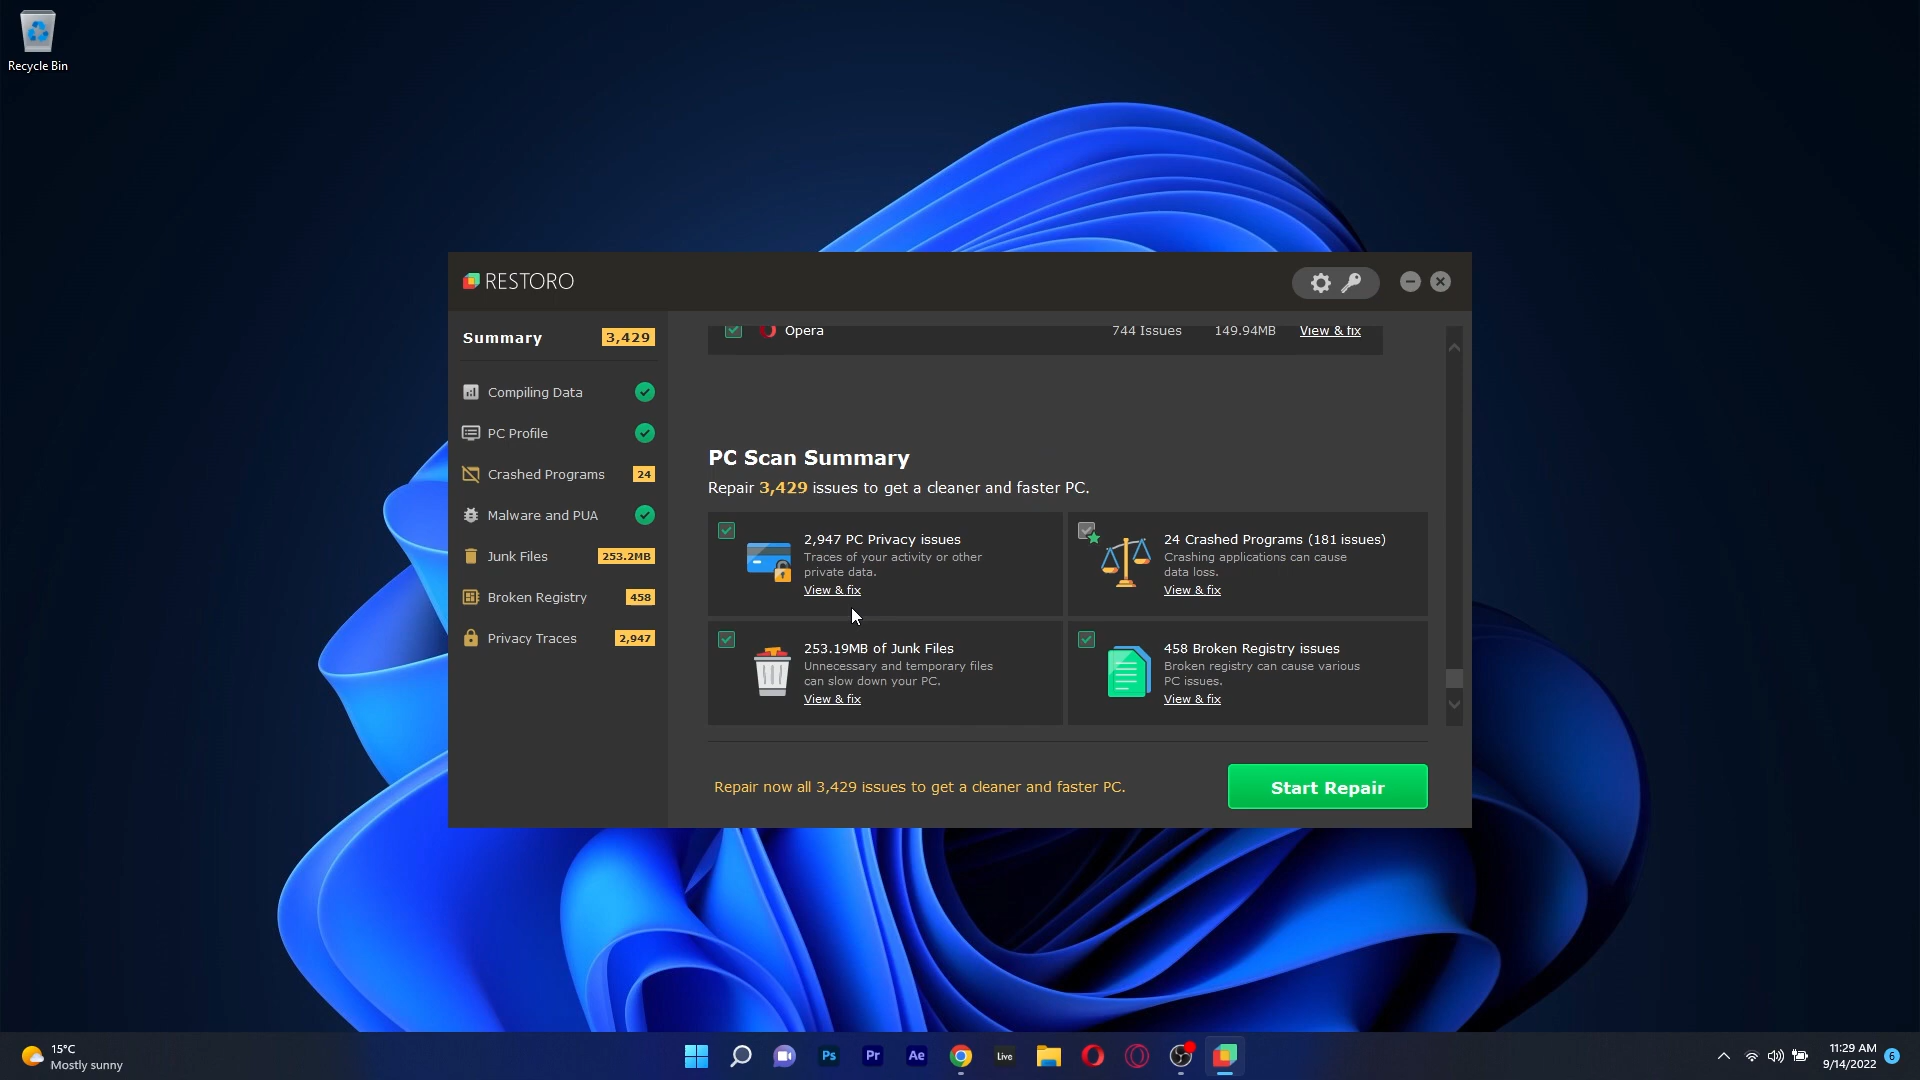 Recycle Bin
RESTORO
Summary 3,429
Compiling Data
PC Profile
Crashed Programs 24
Malware and PUA
Junk Files 253.2MB
Broken Registry 458
Privacy Traces 2,947
Opera 744 Issues 149.94MB View & fix
PC Scan Summary
Repair 3,429 issues to get a cleaner and faster PC.
2,947 PC Privacy issues
Traces of your activity or other
private data.
View & fix
24 Crashed Programs (181 issues)
Crashing applications can cause
data loss.
View & fix
253.19MB of Junk Files
Unnecessary and temporary files
can slow down your PC.
View & fix
458 Broken Registry issues
Broken registry can cause various
PC issues.
View & fix
Repair now all 3,429 issues to get a cleaner and faster PC.
Start Repair
15°C
Mostly sunny
Ps
Pr
Ae
Live
11:29 AM
9/14/2022
6